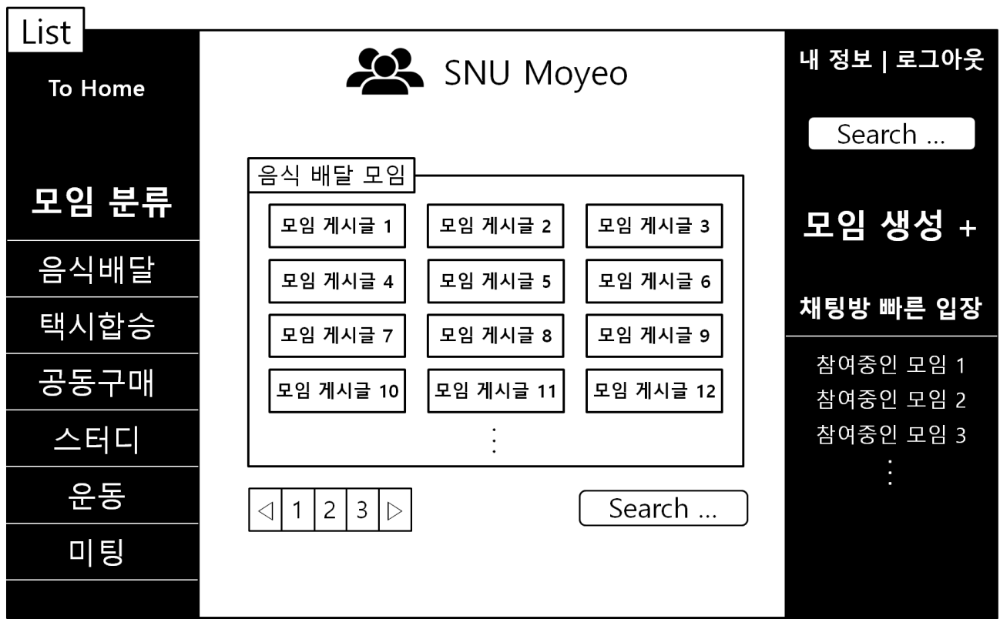 List
To Home
모임 분류
음식배달
택시합승
공동구매
스터디
운동
미팅
SNU Moyeo
음식 배달 모임
모임 게시글 1
모임 게시글 2
모임 게시글 3
모임 게시글 4
모임 게시글 5
모임 게시글 6
모임 게시글 7
모임 게시글 8
모임 게시글 9
모임 게시글 10
모임 게시글 11
모임 게시글 12
⋮
◁ 1 2 3 ▷
Search ...
내 정보 | 로그아웃
Search ...
모임 생성 +
채팅방 빠른 입장
참여중인 모임 1
참여중인 모임 2
참여중인 모임 3
⋮